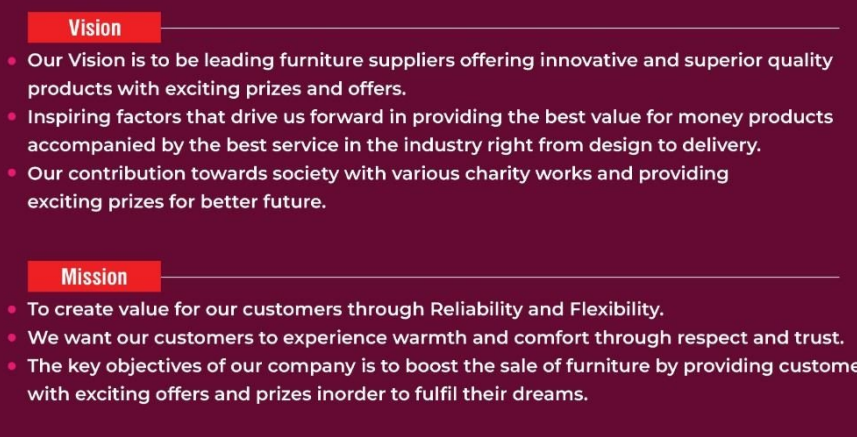 Vision
Our Vision is to be leading furniture suppliers offering innovative and superior quality
products with exciting prizes and offers.
Inspiring factors that drive us forward in providing the best value for money products
accompanied by the best service in the industry right from design to delivery.
Our contribution towards society with various charity works and providing
exciting prizes for better future.
Mission
To create value for our customers through Reliability and Flexibility.
We want our customers to experience warmth and comfort through respect and trust.
The key objectives of our company is to boost the sale of furniture by providing custome
with exciting offers and prizes inorder to fulfil their dreams.